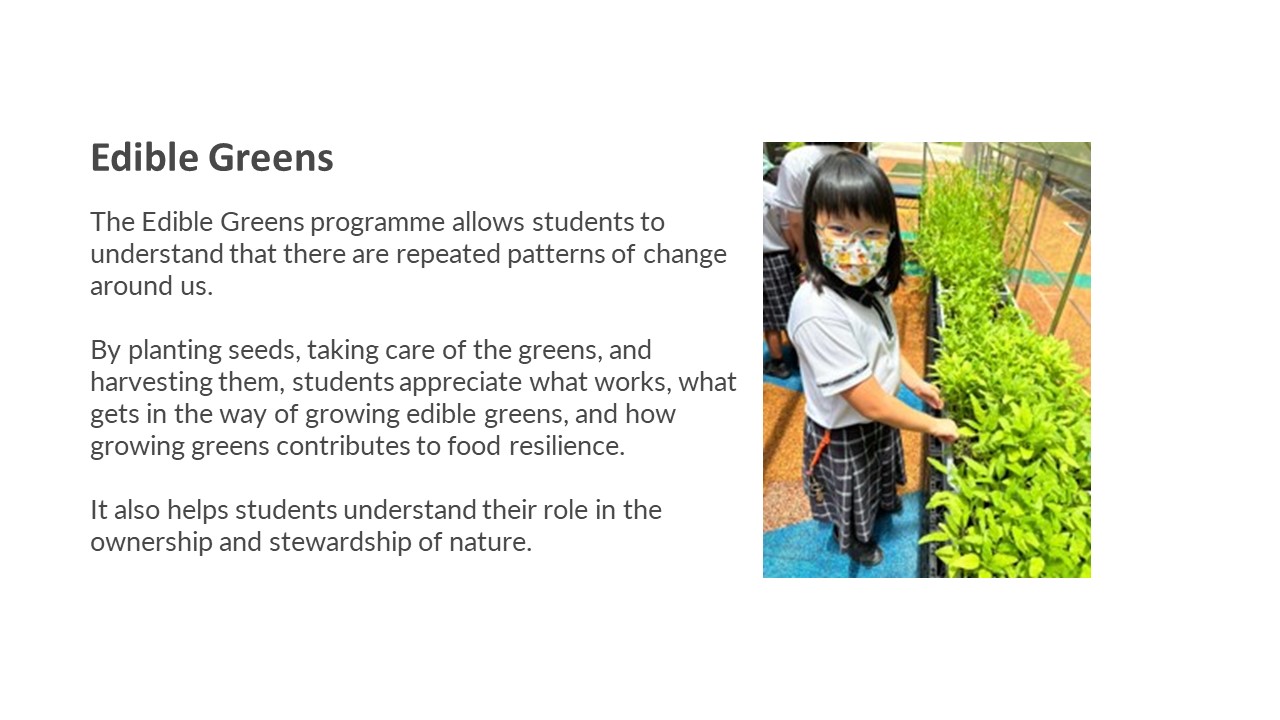 Edible Greens
The Edible Greens programme allows students to
understand that there are repeated patterns of change
around us.
By planting seeds, taking care of the greens, and
harvesting them, students appreciate what works, what
gets in the way of growing edible greens, and how
growing greens contributes to food resilience.
It also helps students understand their role in the
ownership and stewardship of nature.